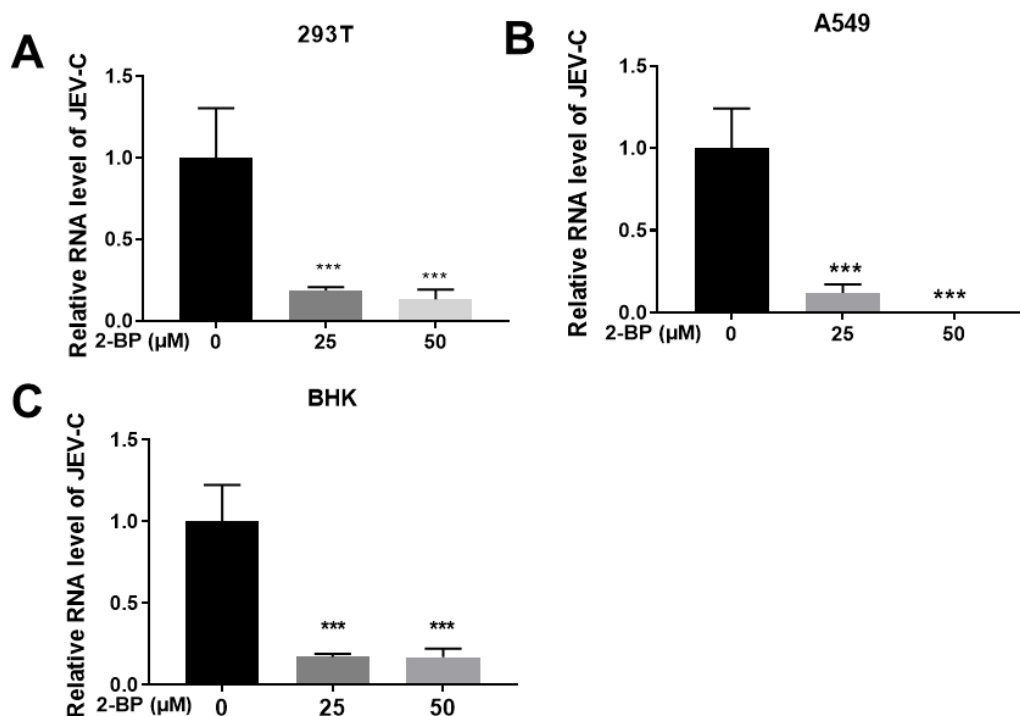 A
293T
Relative RNA level of JEV-C
1.5
1.0
0.5
0.0
*** ***
2-BP (µM) 0 25 50
B
A549
Relative RNA level of JEV-C
1.5
1.0
0.5
0.0
*** ***
2-BP (µM) 0 25 50
C
BHK
Relative RNA level of JEV-C
1.5
1.0
0.5
0.0
*** ***
2-BP (µM) 0 25 50